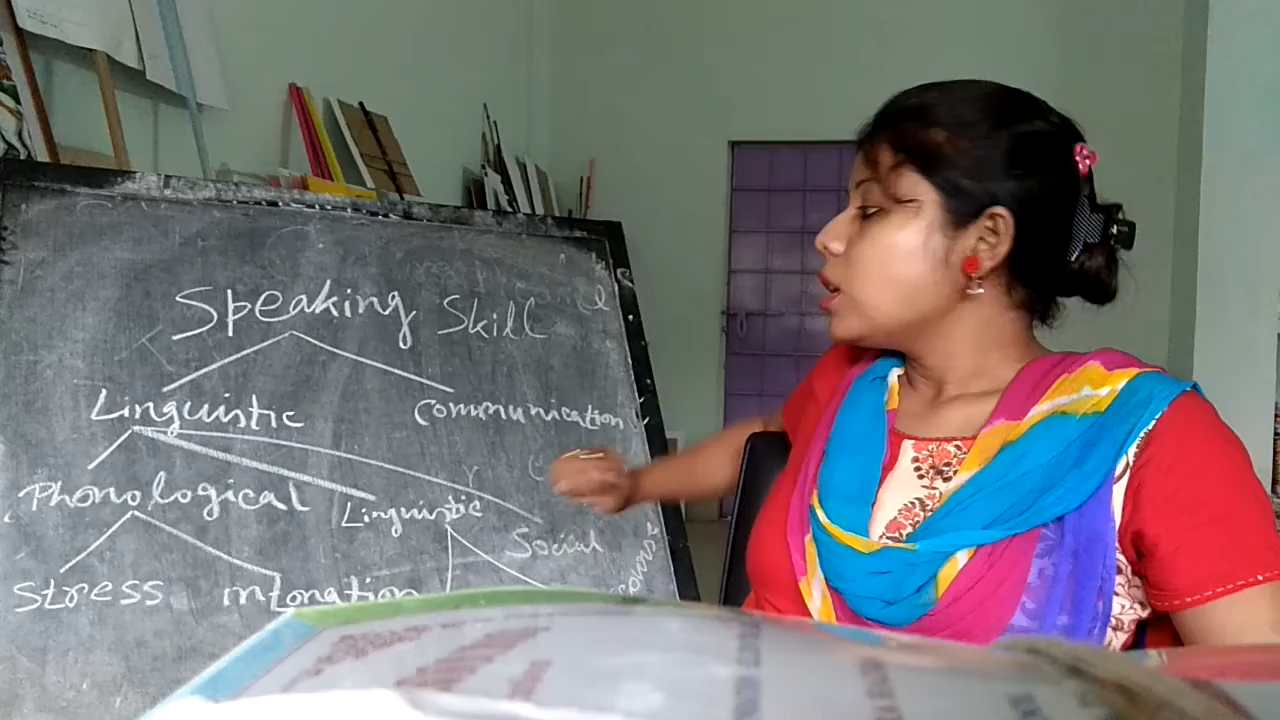 Speaking Skill
Linguistic Communication
Phonological Linguistic
Social
Stress intonation